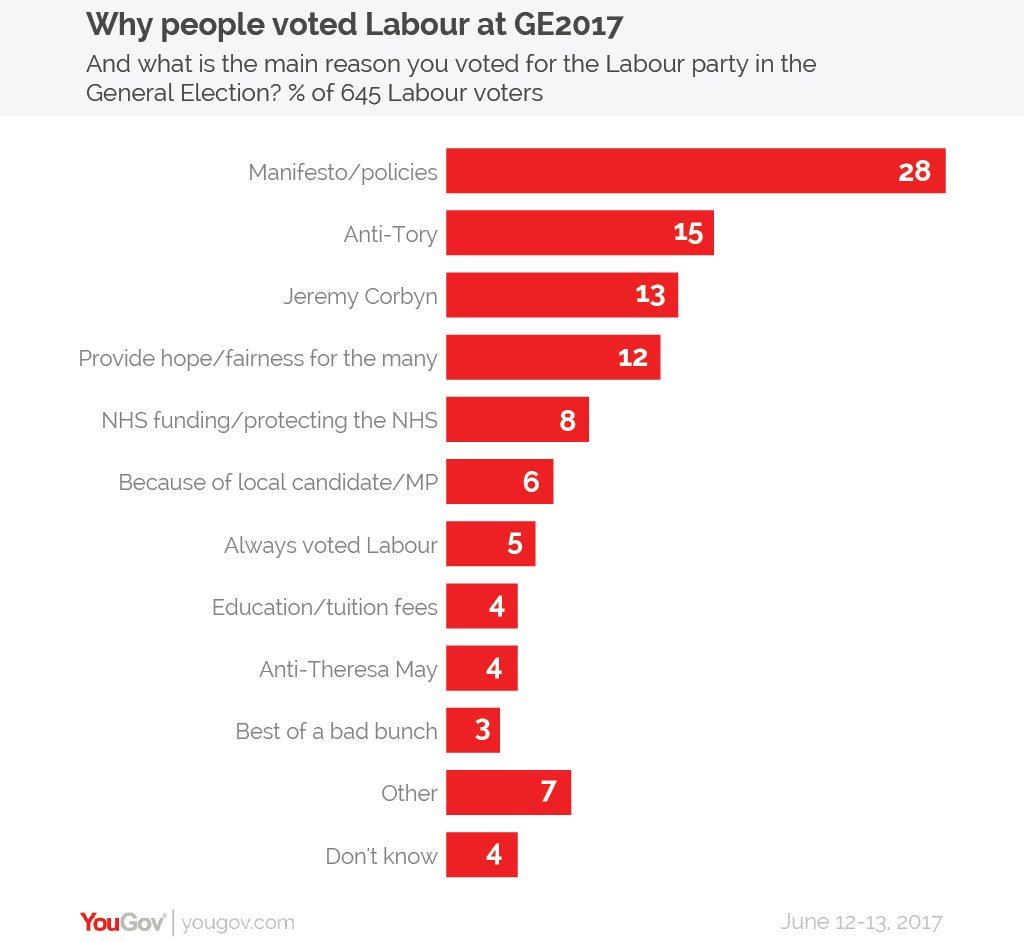 Why people voted Labour at GE2017
And what is the main reason you voted for the Labour party in the
General Election? % of 645 Labour voters
Manifesto/policies 28
Anti-Tory 15
Jeremy Corbyn 13
Provide hope/fairness for the many 12
NHS funding/protecting the NHS 8
Because of local candidate/MP 6
Always voted Labour 5
Education/tuition fees 4
Anti-Theresa May 4
Best of a bad bunch 3
Other 7
Don't know 4
YouGov® | yougov.com June 12-13, 2017